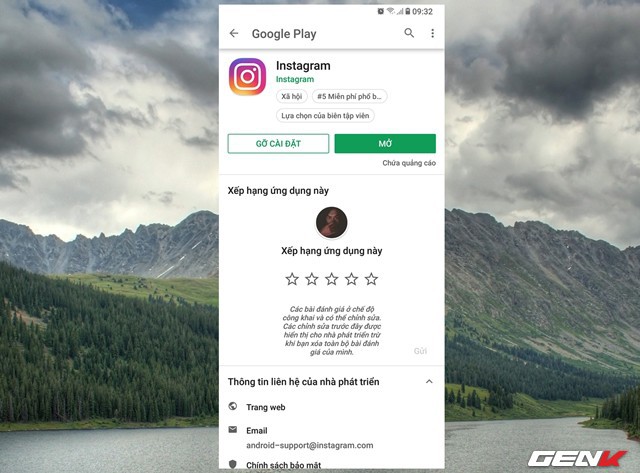 09:32
Google Play
Instagram
Instagram
Xã hội
#5 Miễn phí phổ b...
Lựa chọn của biên tập viên
GỠ CÀI ĐẶT
MỞ
Chứa quảng cáo
Xếp hạng ứng dụng này
Xếp hạng ứng dụng này
Các bài đánh giá ở chế độ
công khai và có thể chỉnh sửa.
Các chỉnh sửa trước đây được
hiển thị cho nhà phát triển trừ
khi bạn xóa toàn bộ bài đánh
giá của mình.
Gửi
Thông tin liên hệ của nhà phát triển
Trang web
Email
android-support@instagram.com
Chính sách bảo mật
GENK